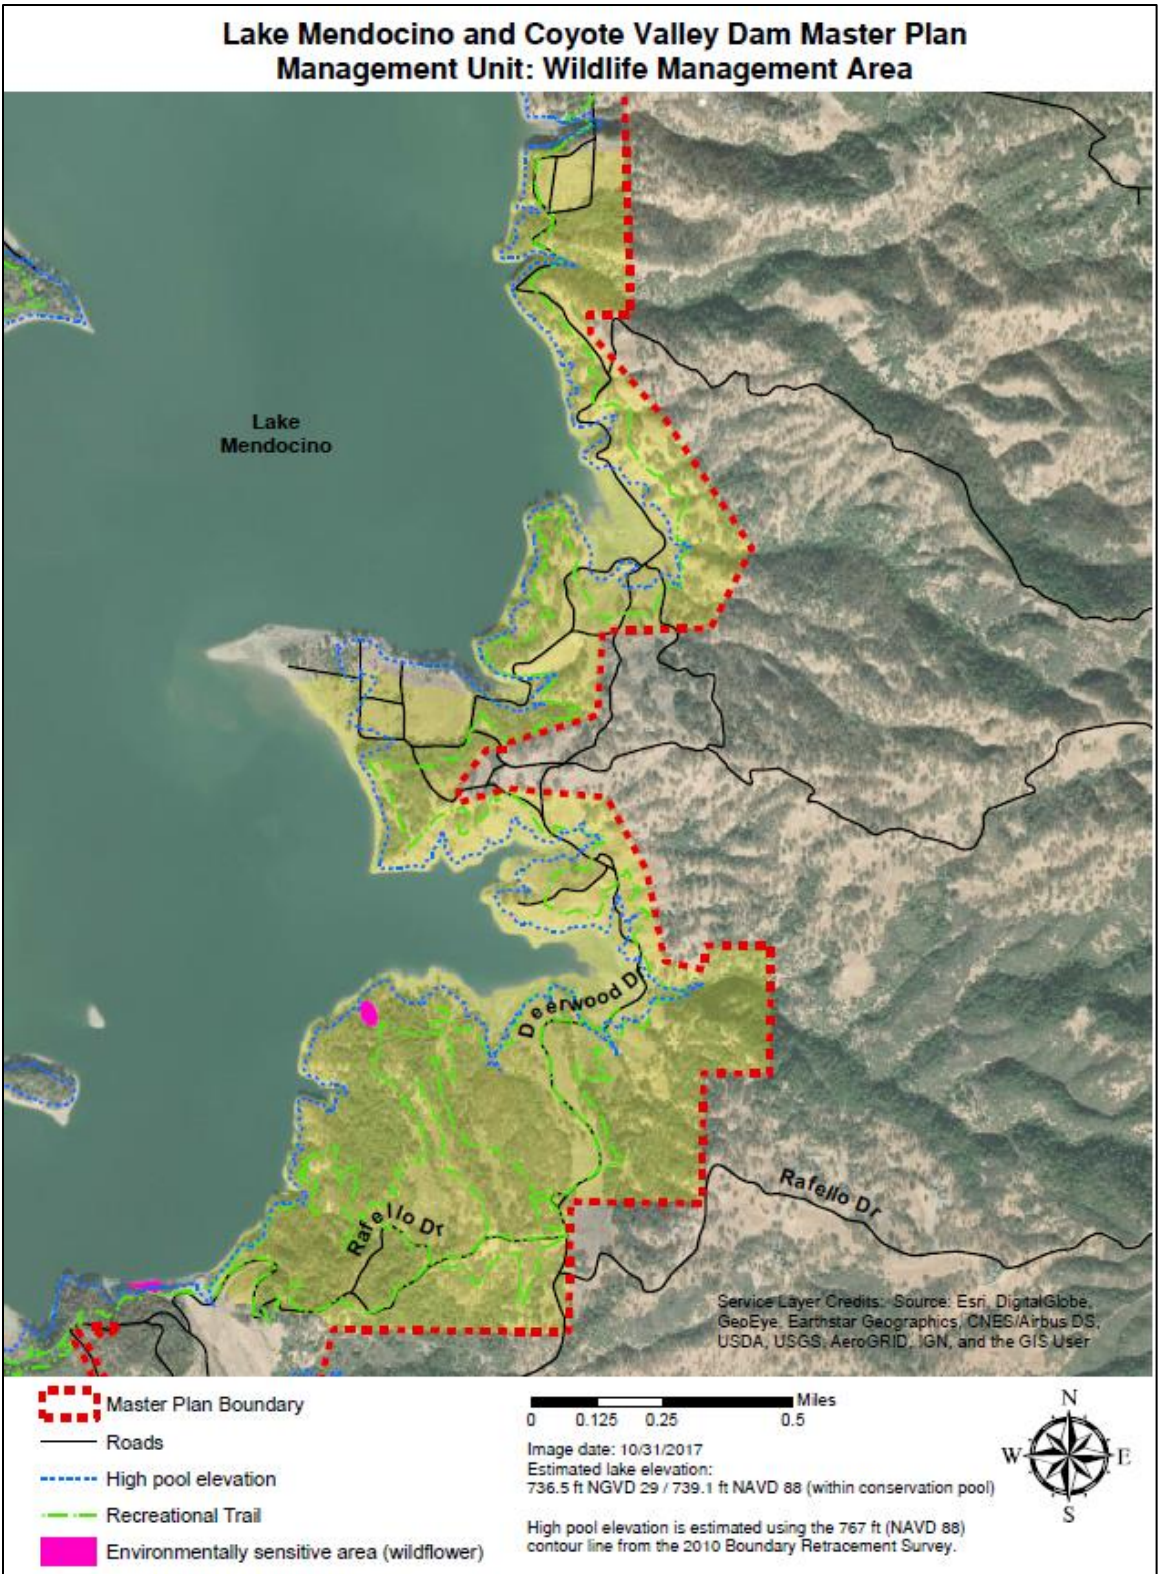 Lake Mendocino and Coyote Valley Dam Master Plan
Management Unit: Wildlife Management Area
Lake
Mendocino
Deerwood Dr
Rafello Dr
Rafello Dr
Service Layer Credits: Source: Esri, DigitalGlobe,
GeoEye, Earthstar Geographics, CNES/Airbus DS,
USDA, USGS, AeroGRID, IGN, and the GIS User
Master Plan Boundary
Roads
High pool elevation
Recreational Trail
Environmentally sensitive area (wildflower)
Miles
0 0.125 0.25 0.5
Image date: 10/31/2017
Estimated lake elevation:
736.5 ft NGVD 29 / 739.1 ft NAVD 88 (within conservation pool)
High pool elevation is estimated using the 767 ft (NAVD 88)
contour line from the 2010 Boundary Retracement Survey.
N
W E
S